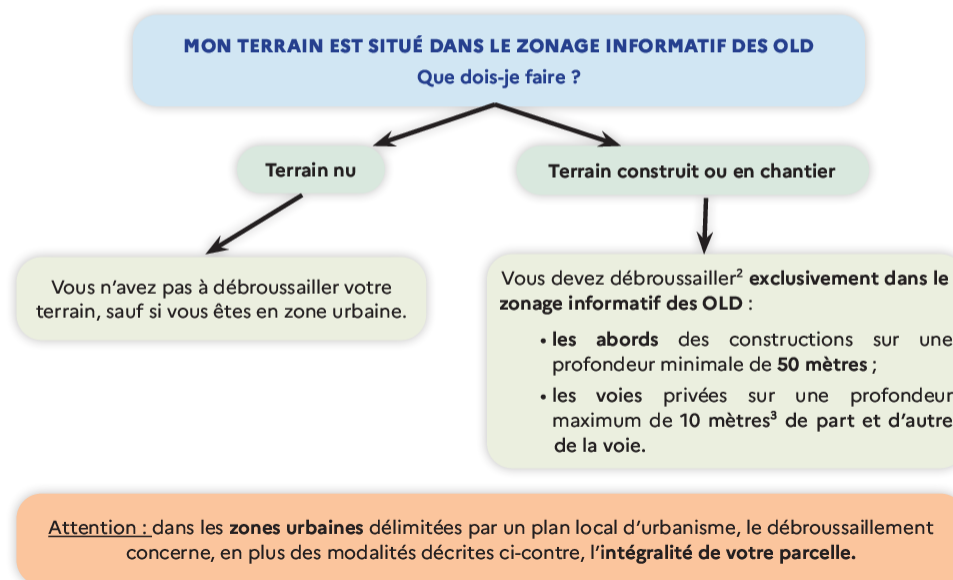 MON TERRAIN EST SITUÉ DANS LE ZONAGE INFORMATIF DES OLD
Que dois-je faire ?
Terrain nu
Terrain construit ou en chantier
Vous n'avez pas à débroussailler votre
terrain, sauf si vous êtes en zone urbaine.
Vous devez débroussailler² exclusivement dans le
zonage informatif des OLD :
• les abords des constructions sur une
profondeur minimale de 50 mètres ;
• les voies privées sur une profondeur
maximum de 10 mètres³ de part et d'autre
de la voie.
Attention : dans les zones urbaines délimitées par un plan local d'urbanisme, le débroussaillement
concerne, en plus des modalités décrites ci-contre, l'intégralité de votre parcelle.